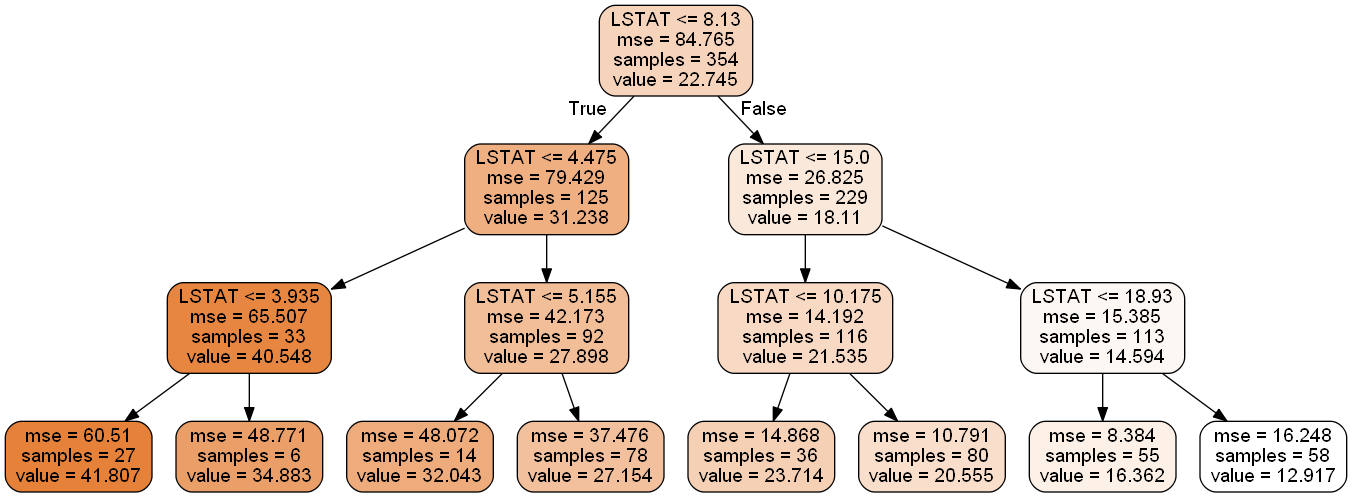 LSTAT <= 8.13
mse = 84.765
samples = 354
value = 22.745
True
False
LSTAT <= 4.475
mse = 79.429
samples = 125
value = 31.238
LSTAT <= 15.0
mse = 26.825
samples = 229
value = 18.11
LSTAT <= 3.935
mse = 65.507
samples = 33
value = 40.548
LSTAT <= 5.155
mse = 42.173
samples = 92
value = 27.898
LSTAT <= 10.175
mse = 14.192
samples = 116
value = 21.535
LSTAT <= 18.93
mse = 15.385
samples = 113
value = 14.594
mse = 60.51
samples = 27
value = 41.807
mse = 48.771
samples = 6
value = 34.883
mse = 48.072
samples = 14
value = 32.043
mse = 37.476
samples = 78
value = 27.154
mse = 14.868
samples = 36
value = 23.714
mse = 10.791
samples = 80
value = 20.555
mse = 8.384
samples = 55
value = 16.362
mse = 16.248
samples = 58
value = 12.917